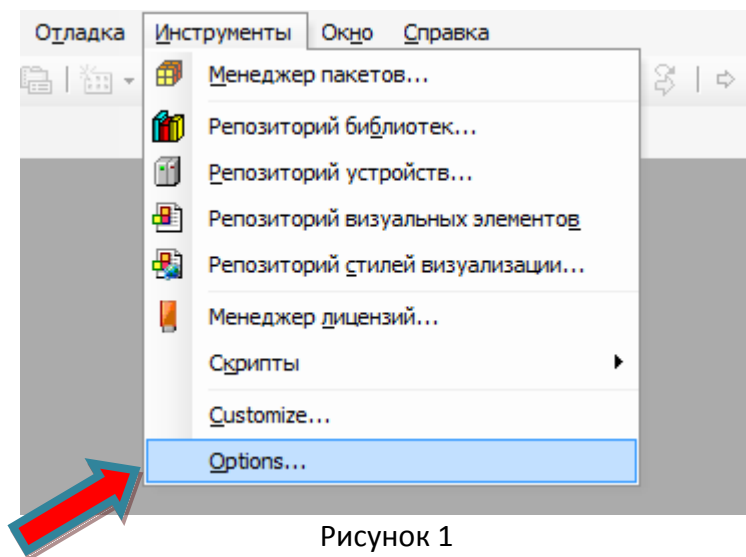 Отладка Инструменты Окно Справка
Менеджер пакетов...
Репозиторий библиотек...
Репозиторий устройств...
Репозиторий визуальных элементов
Репозиторий стилей визуализации...
Менеджер лицензий...
Скрипты
Customize...
Options...
Рисунок 1